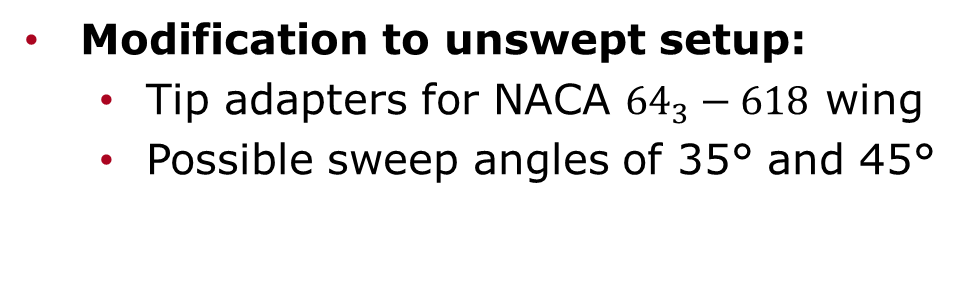 • Modification to unswept setup:
• Tip adapters for NACA 64₃ − 618 wing
• Possible sweep angles of 35° and 45°